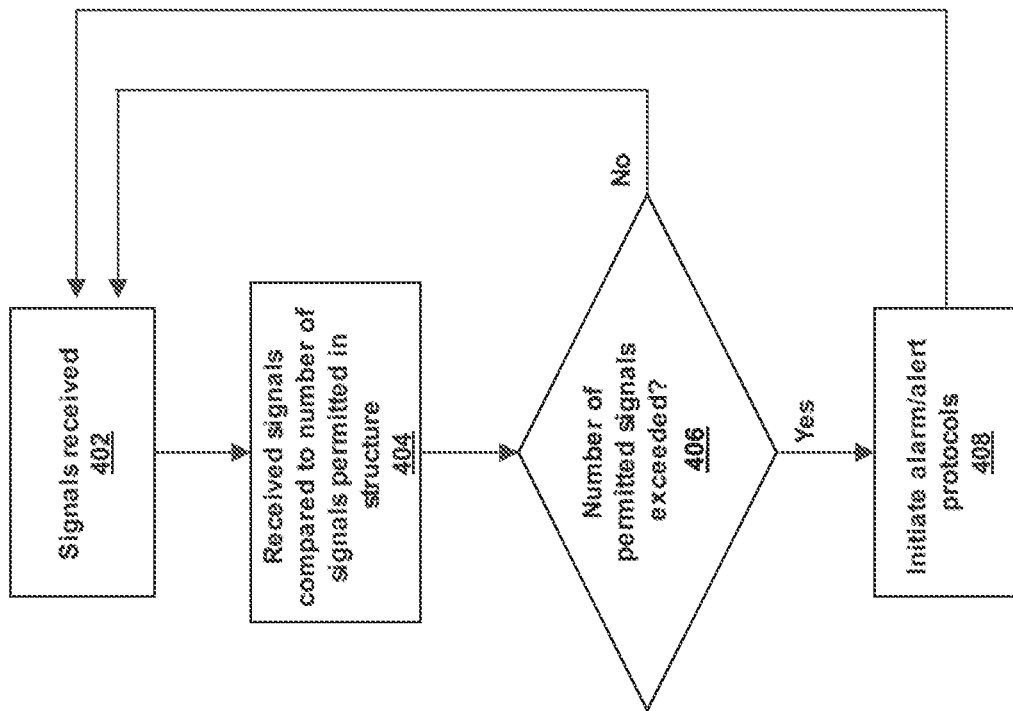 Signals received
402
Received signals
compared to number of
signals permitted in
structure
404
Number of
permitted signals
exceeded?
406
No
Yes
Initiate alarm/alert
protocols
408